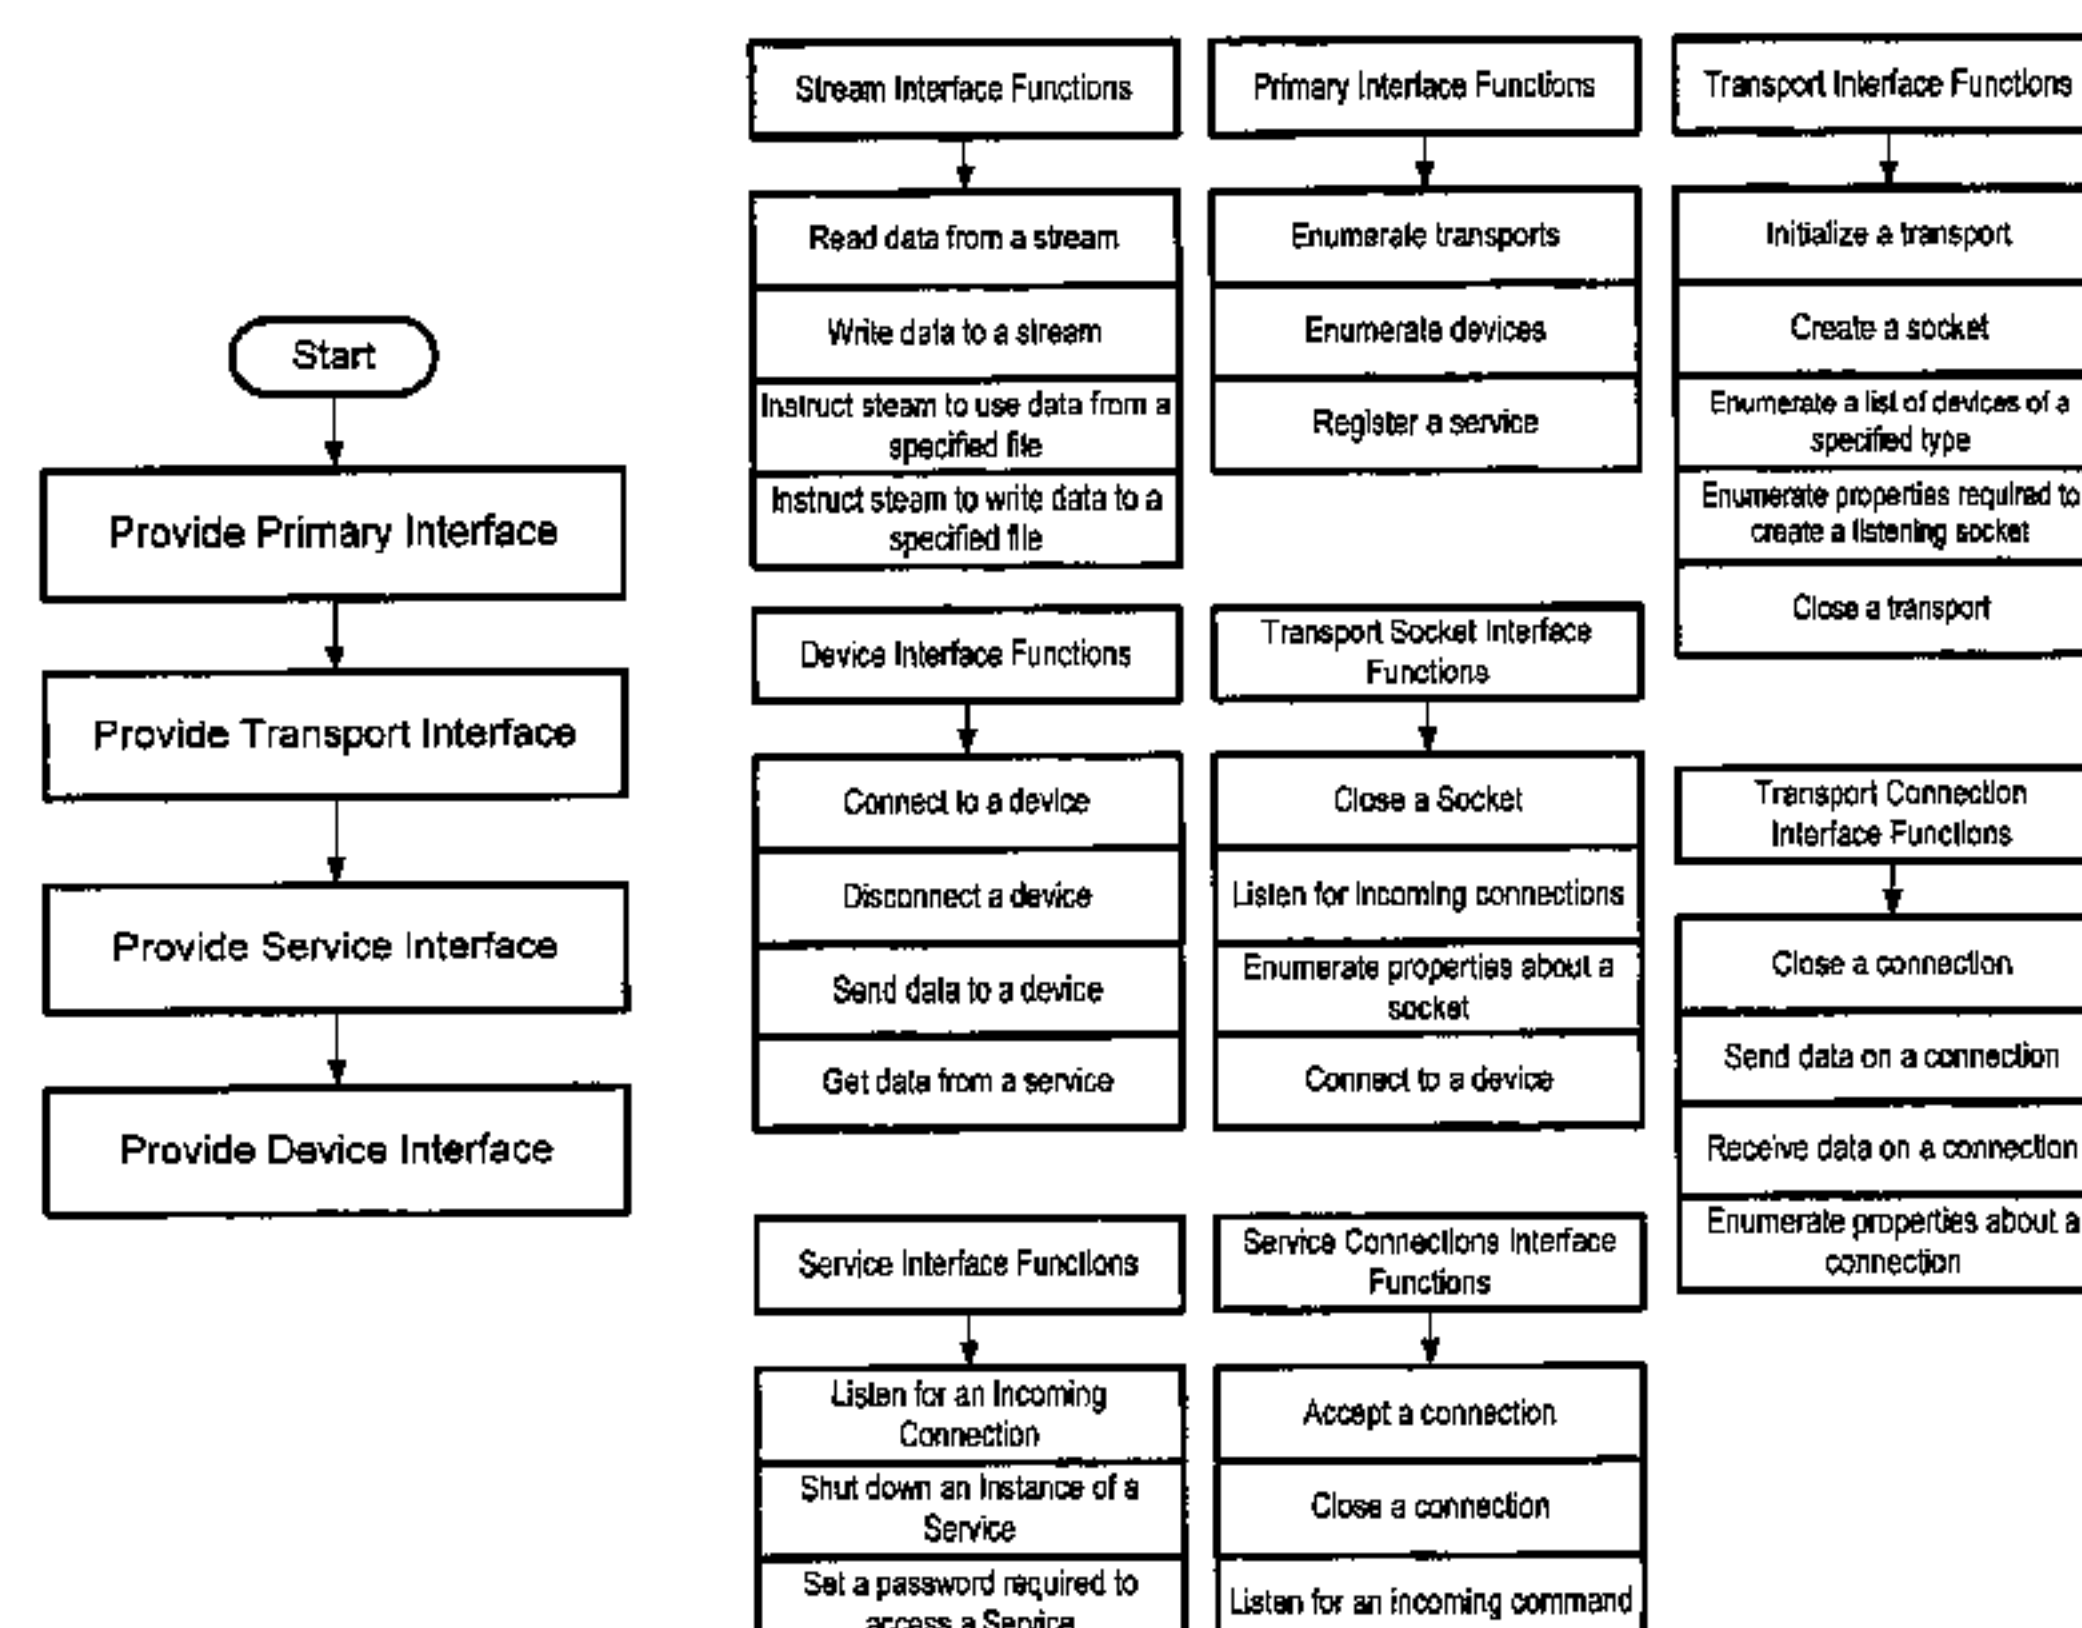 Start
Provide Primary Interface
Provide Transport Interface
Provide Service Interface
Provide Device Interface
Stream Interface Functions
Read data from a stream
Write data to a stream
Instruct steam to use data from a
specified file
Instruct steam to write data to a
specified file
Primary Interface Functions
Enumerate transports
Enumerate devices
Register a service
Transport Interface Functions
Initialize a transport
Create a socket
Enumerate a list of devices of a
specified type
Enumerate properties required to
create a listening socket
Close a transport
Device Interface Functions
Connect to a device
Disconnect a device
Send data to a device
Get data from a service
Transport Socket Interface
Functions
Close a Socket
Listen for Incoming connections
Enumerate properties about a
socket
Connect to a device
Transport Connection
Interface Functions
Close a connection
Send data on a connection
Receive data on a connection
Enumerate properties about a
connection
Service Interface Functions
Listen for an Incoming
Connection
Shut down an Instance of a
Service
Set a password required to
access a Service
Service Connections Interface
Functions
Accept a connection
Close a connection
Listen for an incoming command